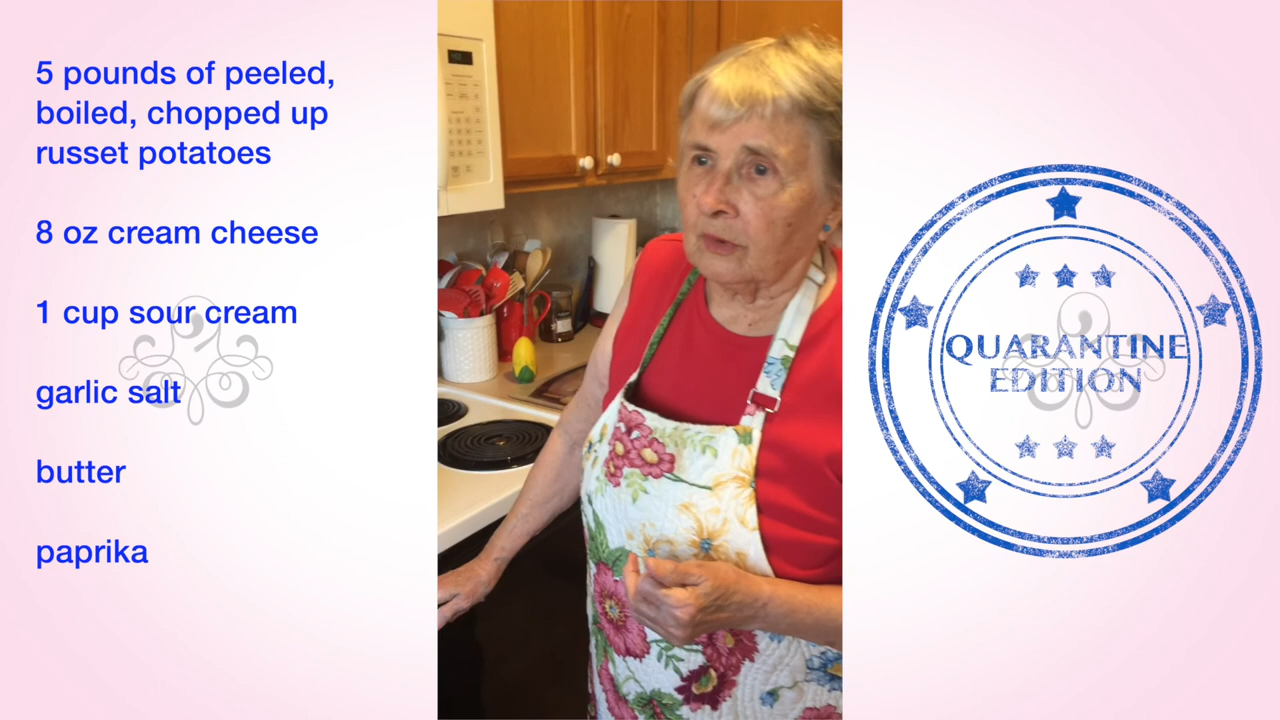 5 pounds of peeled,
boiled, chopped up
russet potatoes
8 oz cream cheese
1 cup sour cream
garlic salt
butter
paprika
QUARANTINE
EDITION